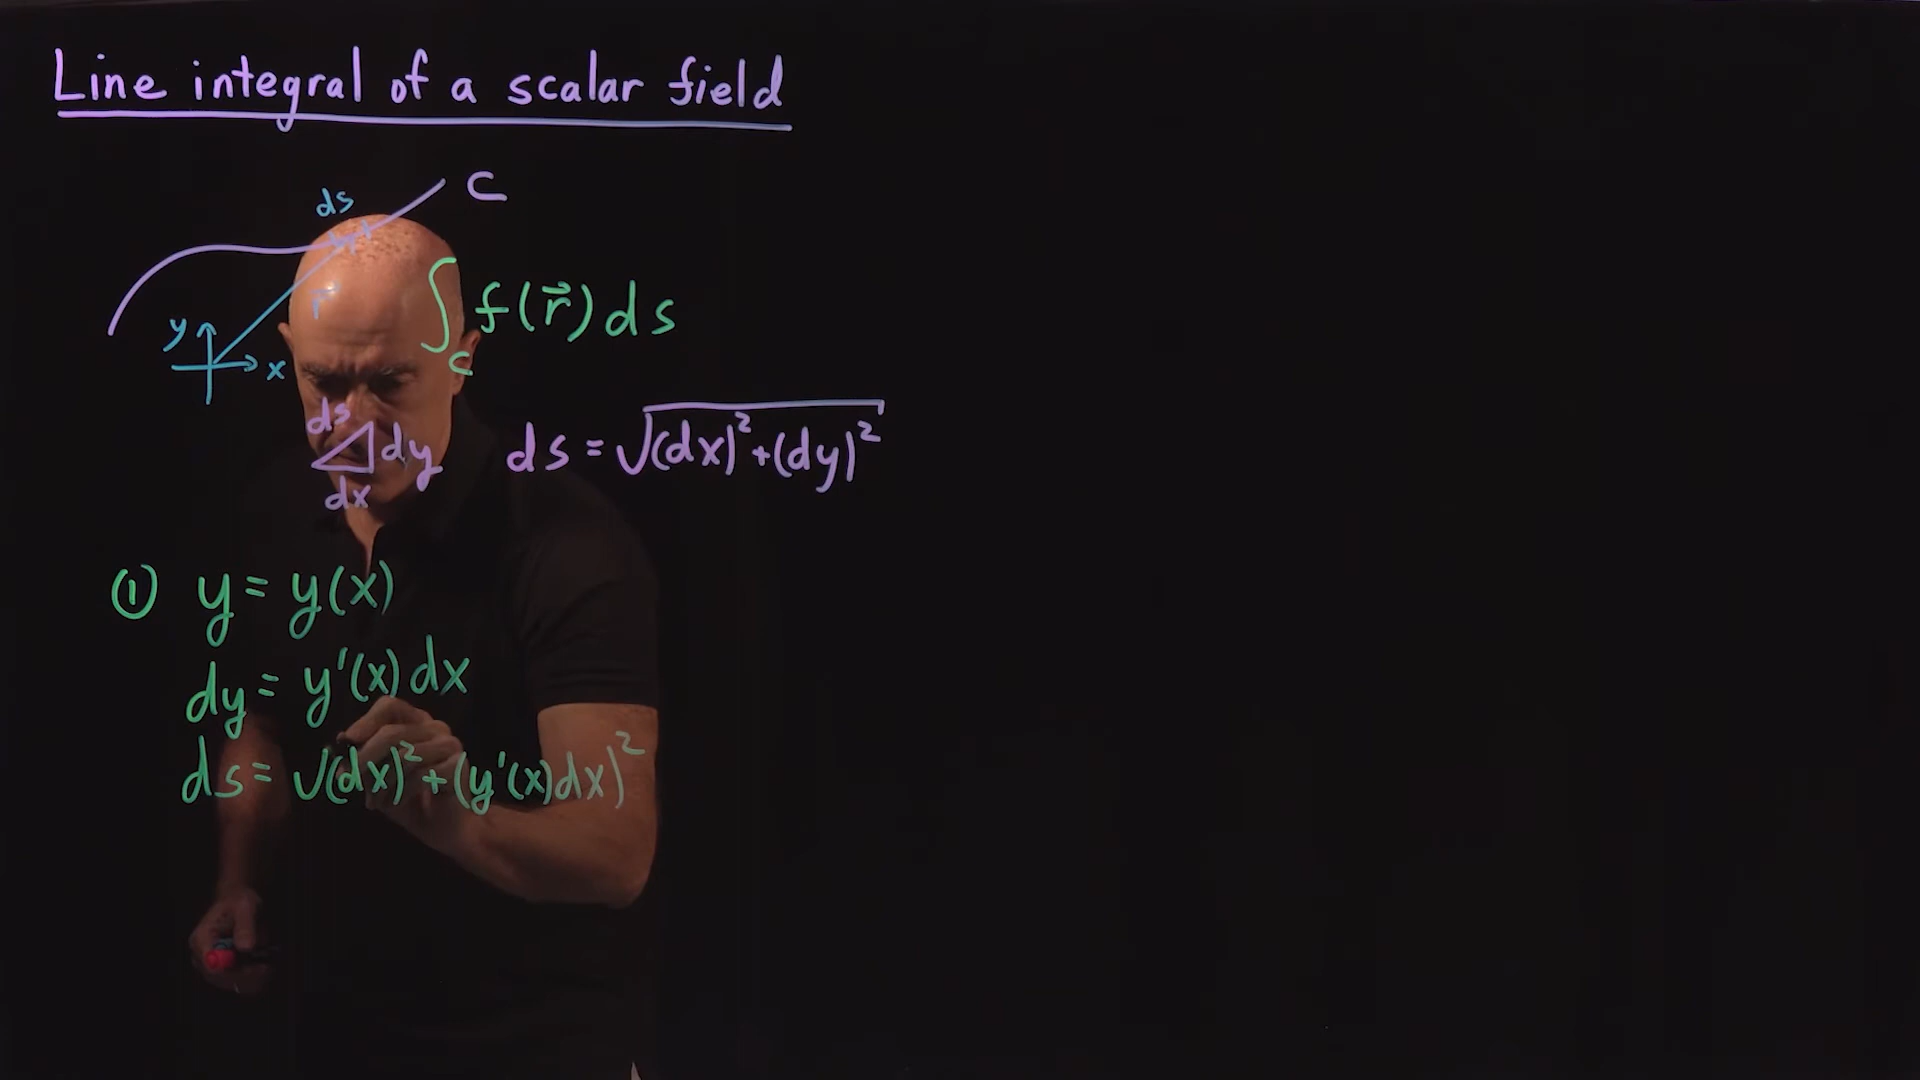 Line integral of a scalar field
ds
C
r⃗
y
x
∫_C f(r⃗) ds
ds
dy
dx
ds = √(dx)²+(dy)²
① y = y(x)
dy = y'(x) dx
ds = √(dx)²+(y'(x)dx)²